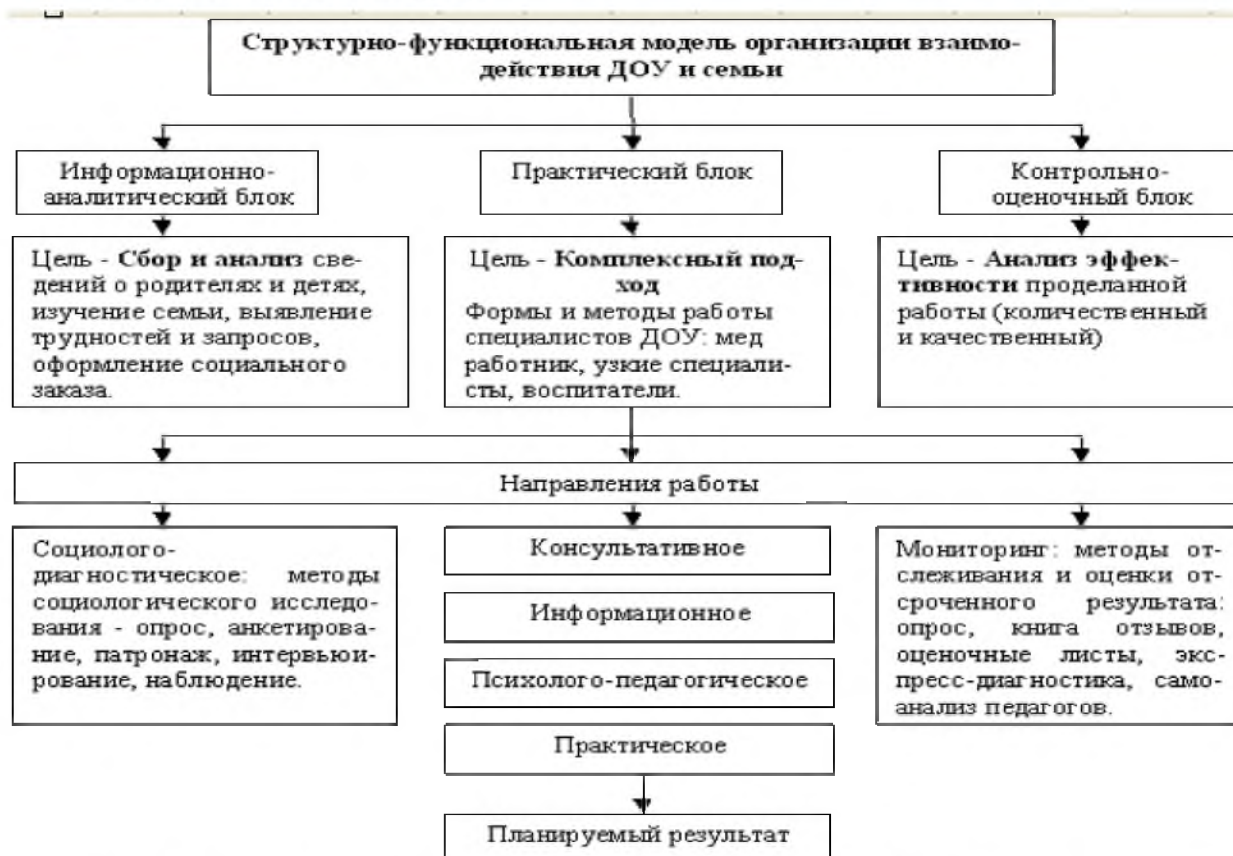 Структурно-функциональная модель организации взаимо-
действия ДОУ и семьи
Информационно-
аналитический блок
Цель - Сбор и анализ све-
дений о родителях и детях,
изучение семьи, выявление
трудностей и запросов,
оформление социального
заказа.
Практический блок
Цель - Комплексный под-
ход
Формы и методы работы
специалистов ДОУ: мед
работник, узкие специали-
сты, воспитатели.
Контрольно-
оценочный блок
Цель - Анализ эффек-
тивности проделанной
работы (количественный
и качественный)
Направления работы
Социолого-
диагностическое: методы
социологического исследо-
вания - опрос, анкетирова-
ние, патронаж, интервьюи-
рование, наблюдение.
Консультативное
Информационное
Психолого-педагогическое
Практическое
Планируемый результат
Мониторинг: методы от-
слеживания и оценки от-
сроченного результата:
опрос, книга отзывов,
оценочные листы, экс-
пресс-диагностика, само-
анализ педагогов.